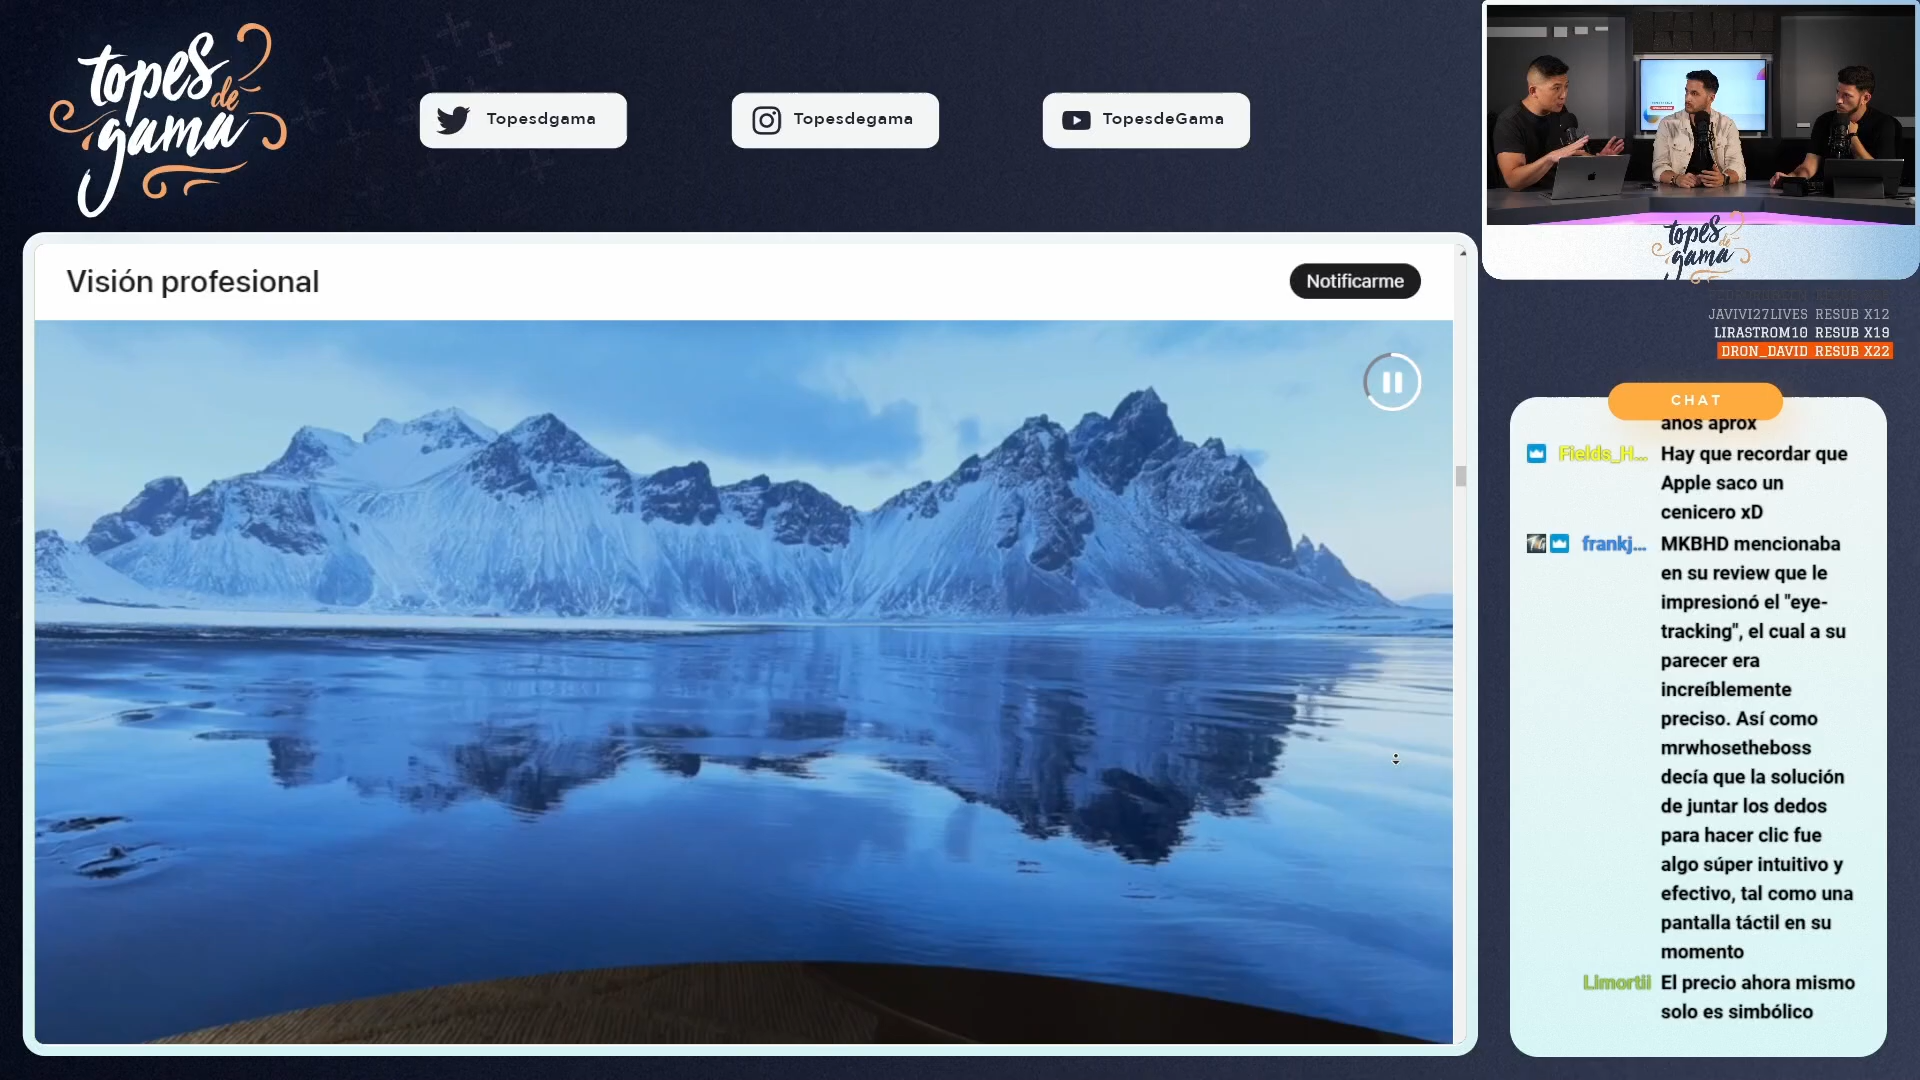 topes
de
gama
Topesdgama
Topesdegama
TopesdeGama
topes
de
gama
JAVIVI27LIVES RESUB X12
LIRASTROM10 RESUB X19
DRON_DAVID RESUB X22
Visión profesional
Notificarme
CHAT
anos aprox
Fields_H... Hay que recordar que
Apple saco un
cenicero xD
frankj... MKBHD mencionaba
en su review que le
impresionó el "eye-
tracking", el cual a su
parecer era
increíblemente
preciso. Así como
mrwhosetheboss
decía que la solución
de juntar los dedos
para hacer clic fue
algo súper intuitivo y
efectivo, tal como una
pantalla táctil en su
momento
Limortil El precio ahora mismo
solo es simbólico